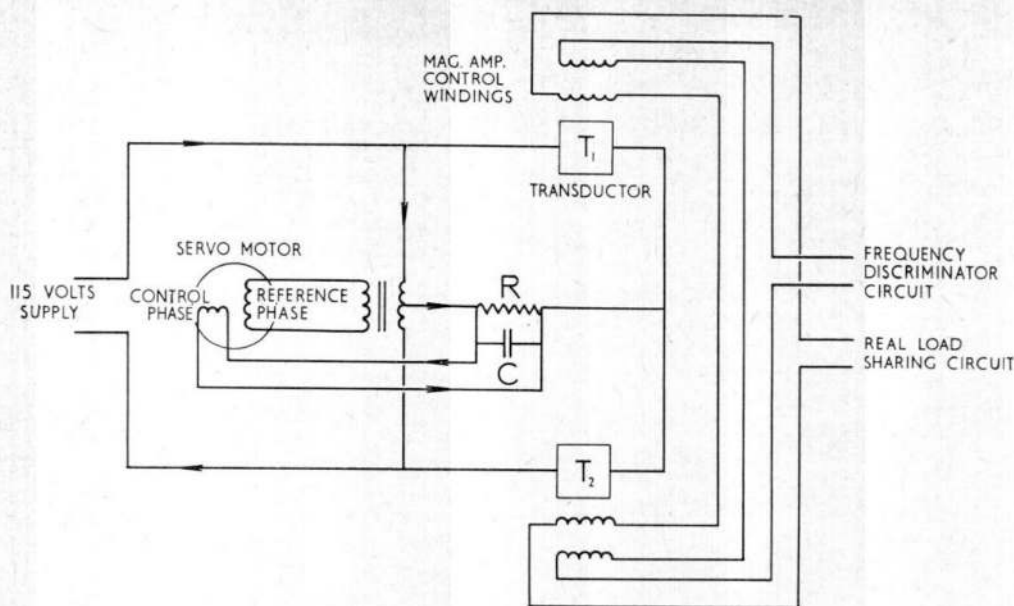 MAG. AMP.
CONTROL
WINDINGS
T1
TRANSDUCTOR
SERVO MOTOR
115 VOLTS
SUPPLY
CONTROL
PHASE
REFERENCE
PHASE
R
C
FREQUENCY
DISCRIMINATOR
CIRCUIT
REAL LOAD
SHARING CIRCUIT
T2